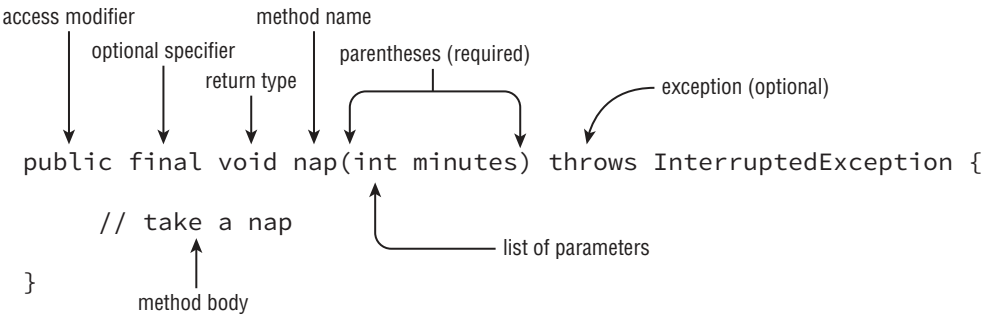 access modifier
method name
optional specifier
parentheses (required)
return type
exception (optional)
public final void nap(int minutes) throws InterruptedException {
// take a nap
list of parameters
}
method body